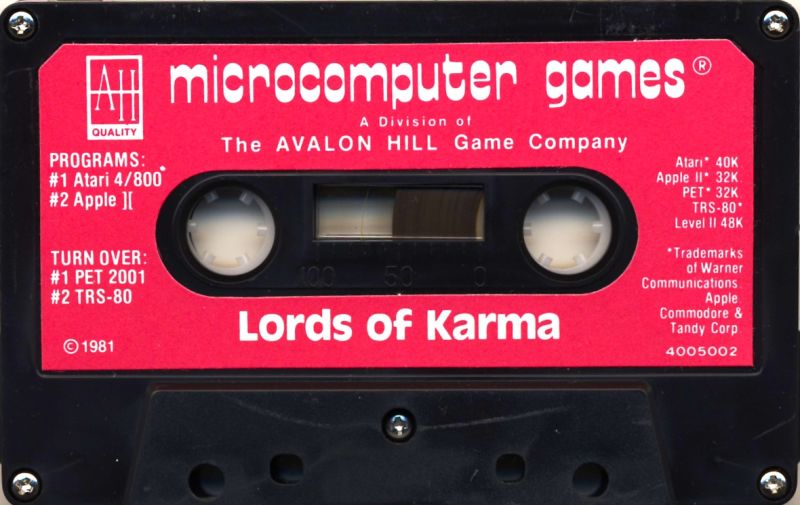 AH
QUALITY
microcomputer games®
A Division of
The AVALON HILL Game Company
PROGRAMS:
#1 Atari 4/800*
#2 Apple ][
TURN OVER:
#1 PET 2001
#2 TRS-80
© 1981
Atari* 40K
Apple II* 32K
PET* 32K
TRS-80*
Level II 48K
*Trademarks
of Warner
Communications.
Apple
Commodore &
Tandy Corp
4005002
100 50 0
Lords of Karma